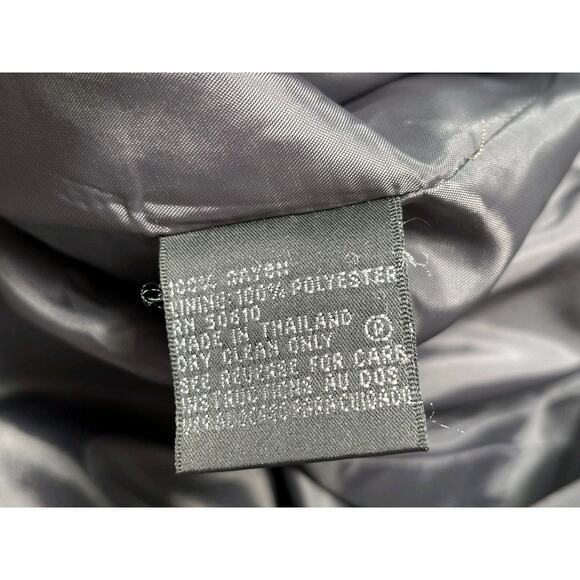 100% RAYON
LINING:100% POLYESTER
RN
MADE IN THAILAND
DRY CLEAN ONLY Ⓟ
SEE REVERSE FOR CARE
INSTRUCTIONS AU DOS